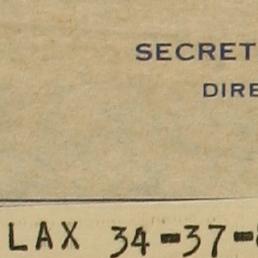 SECRET
DIRE
LAX 34-37-